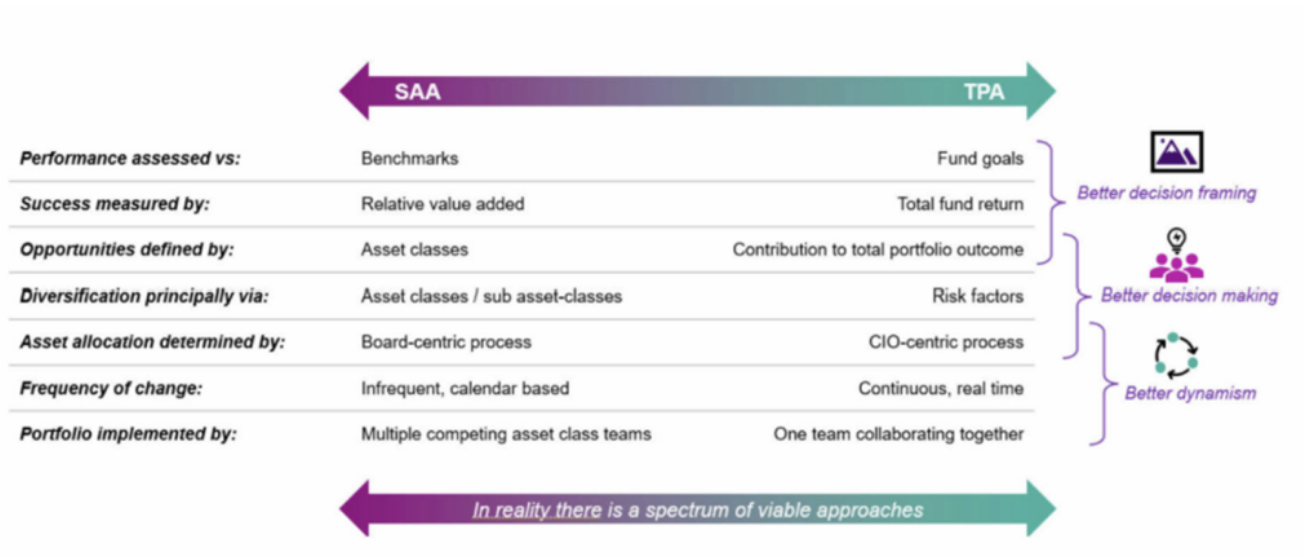 SAA TPA
Performance assessed vs: Benchmarks Fund goals
Better decision framing
Success measured by: Relative value added Total fund return
Opportunities defined by: Asset classes Contribution to total portfolio outcome
Diversification principally via: Asset classes / sub asset-classes Risk factors
Better decision making
Asset allocation determined by: Board-centric process CIO-centric process
Frequency of change: Infrequent, calendar based Continuous, real time
Better dynamism
Portfolio implemented by: Multiple competing asset class teams One team collaborating together
In reality there is a spectrum of viable approaches